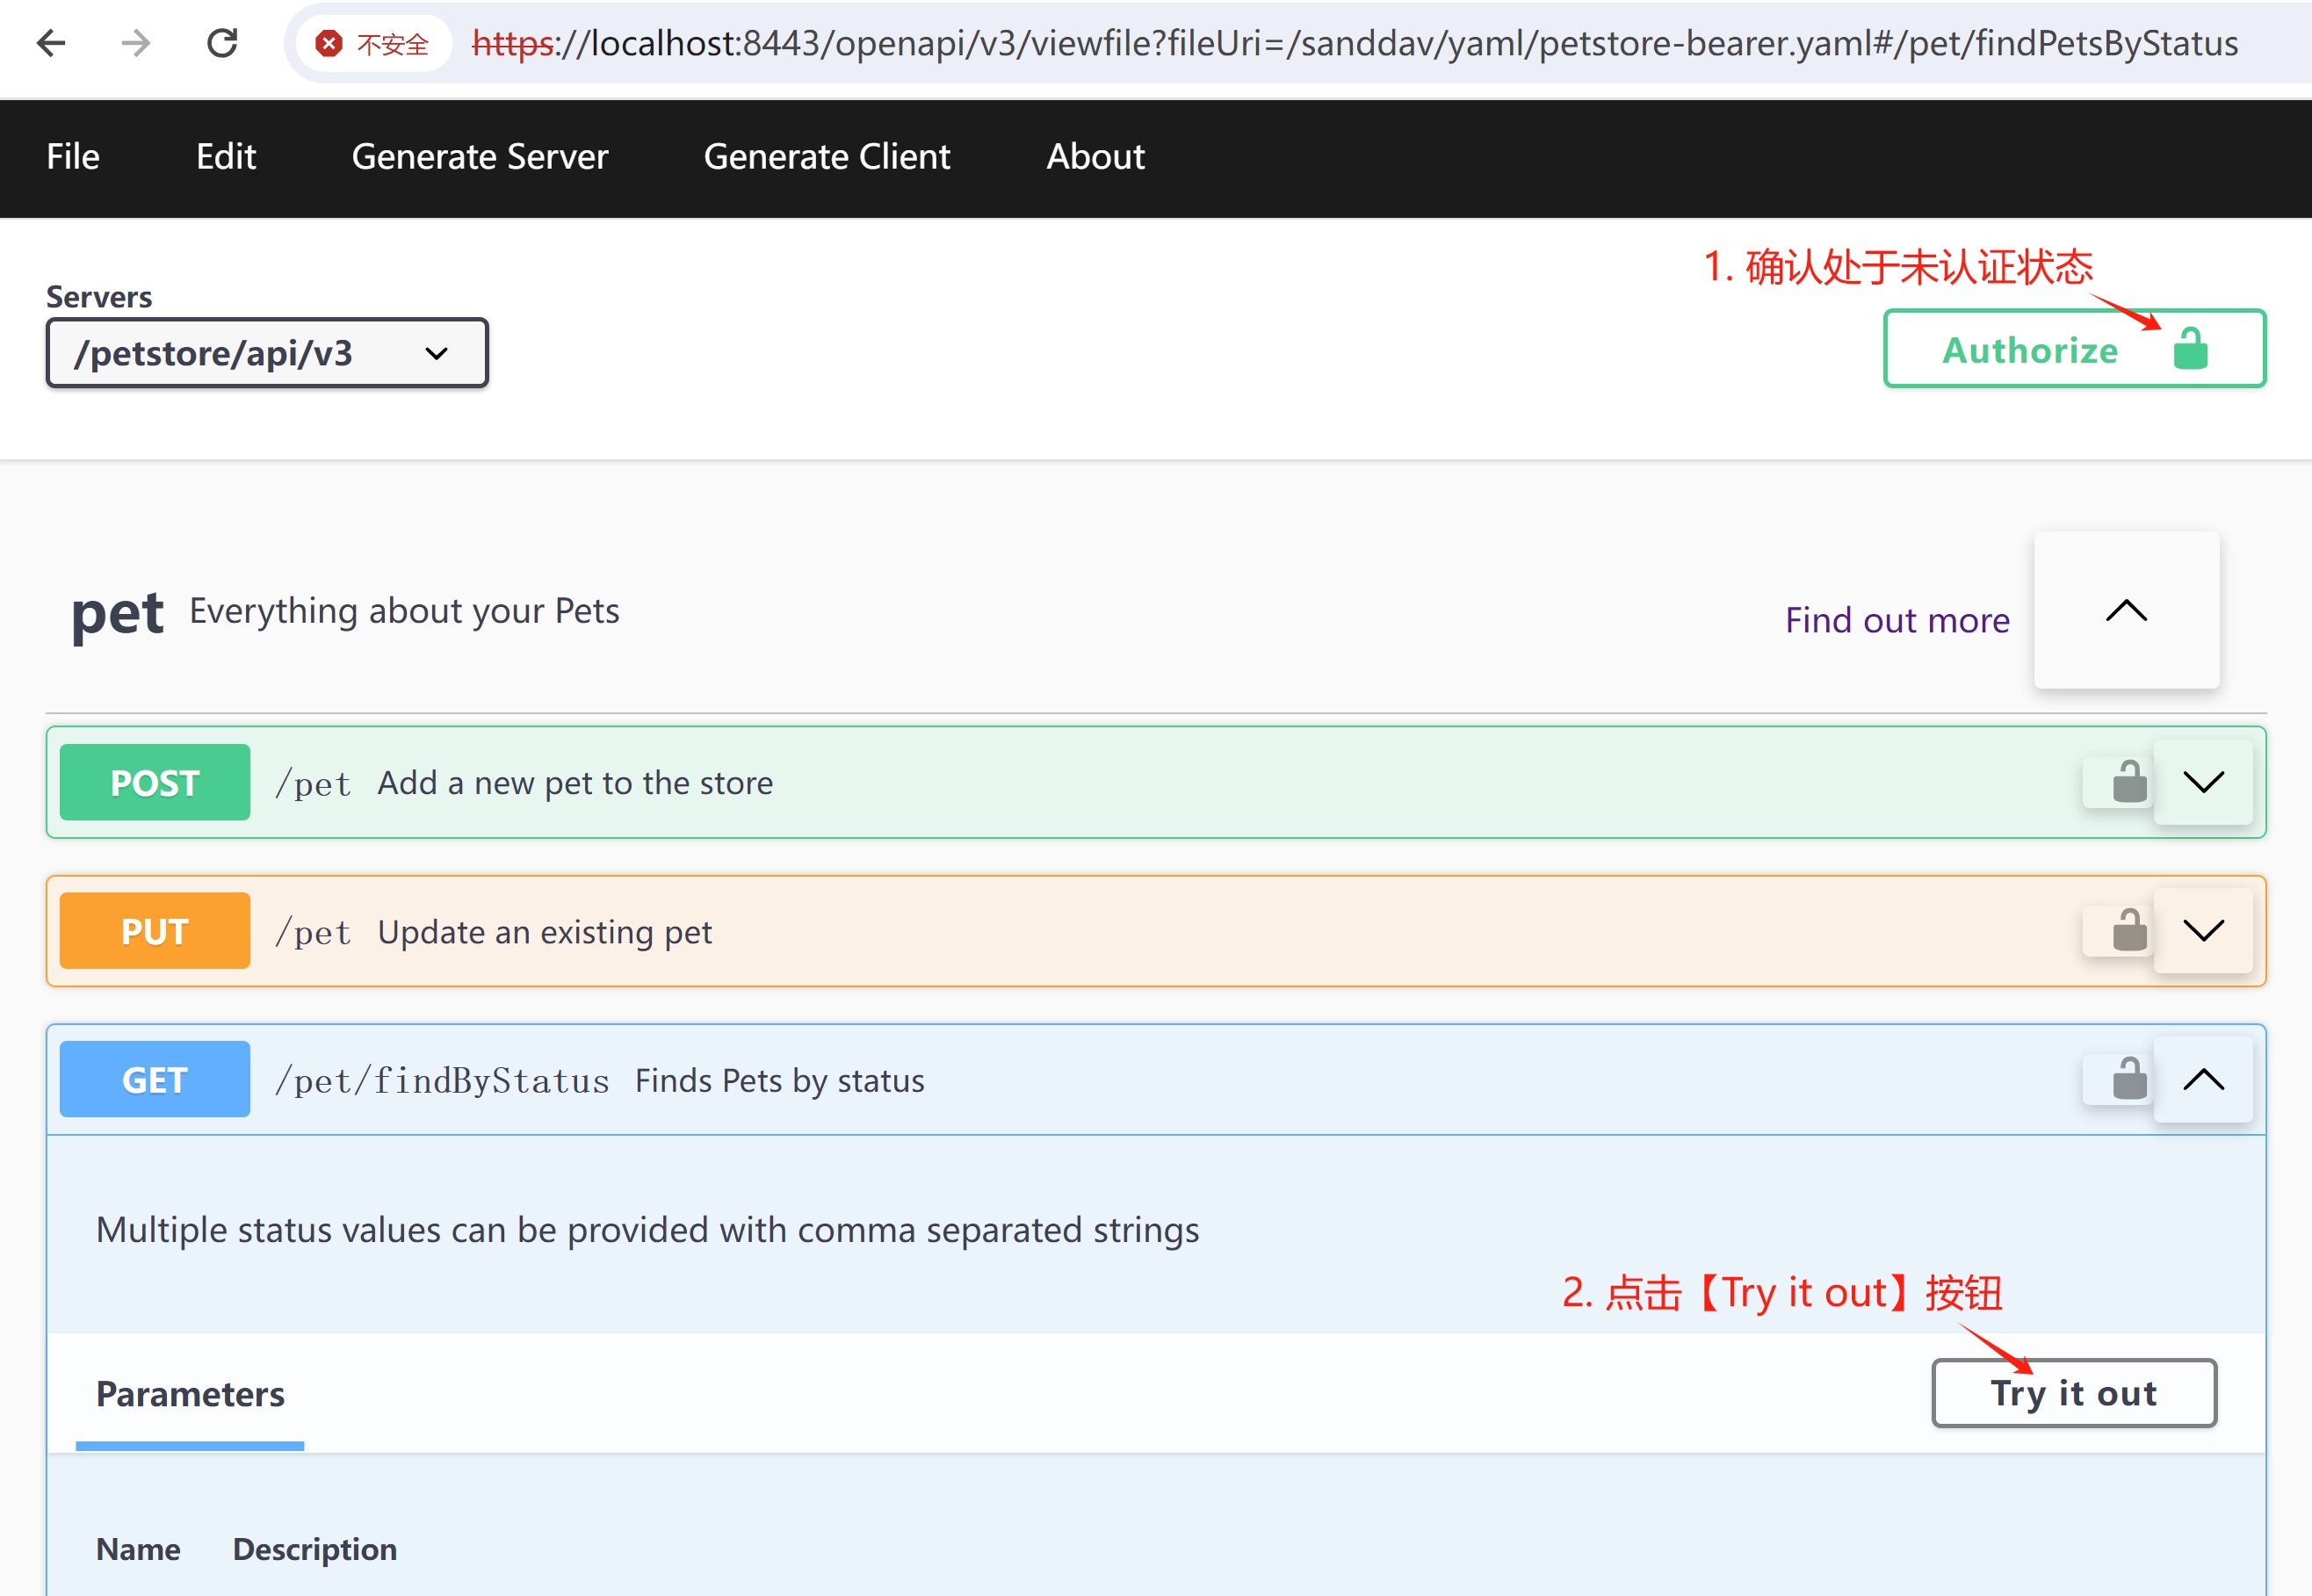 不安全 https://localhost:8443/openapi/v3/viewfile?fileUri=/sanddav/yaml/petstore-bearer.yaml#/pet/findPetsByStatus
File Edit Generate Server Generate Client About
1. 确认处于未认证状态
Servers
/petstore/api/v3
Authorize
pet Everything about your Pets
Find out more
POST /pet Add a new pet to the store
PUT /pet Update an existing pet
GET /pet/findByStatus Finds Pets by status
Multiple status values can be provided with comma separated strings
2. 点击【Try it out】按钮
Parameters
Try it out
Name Description